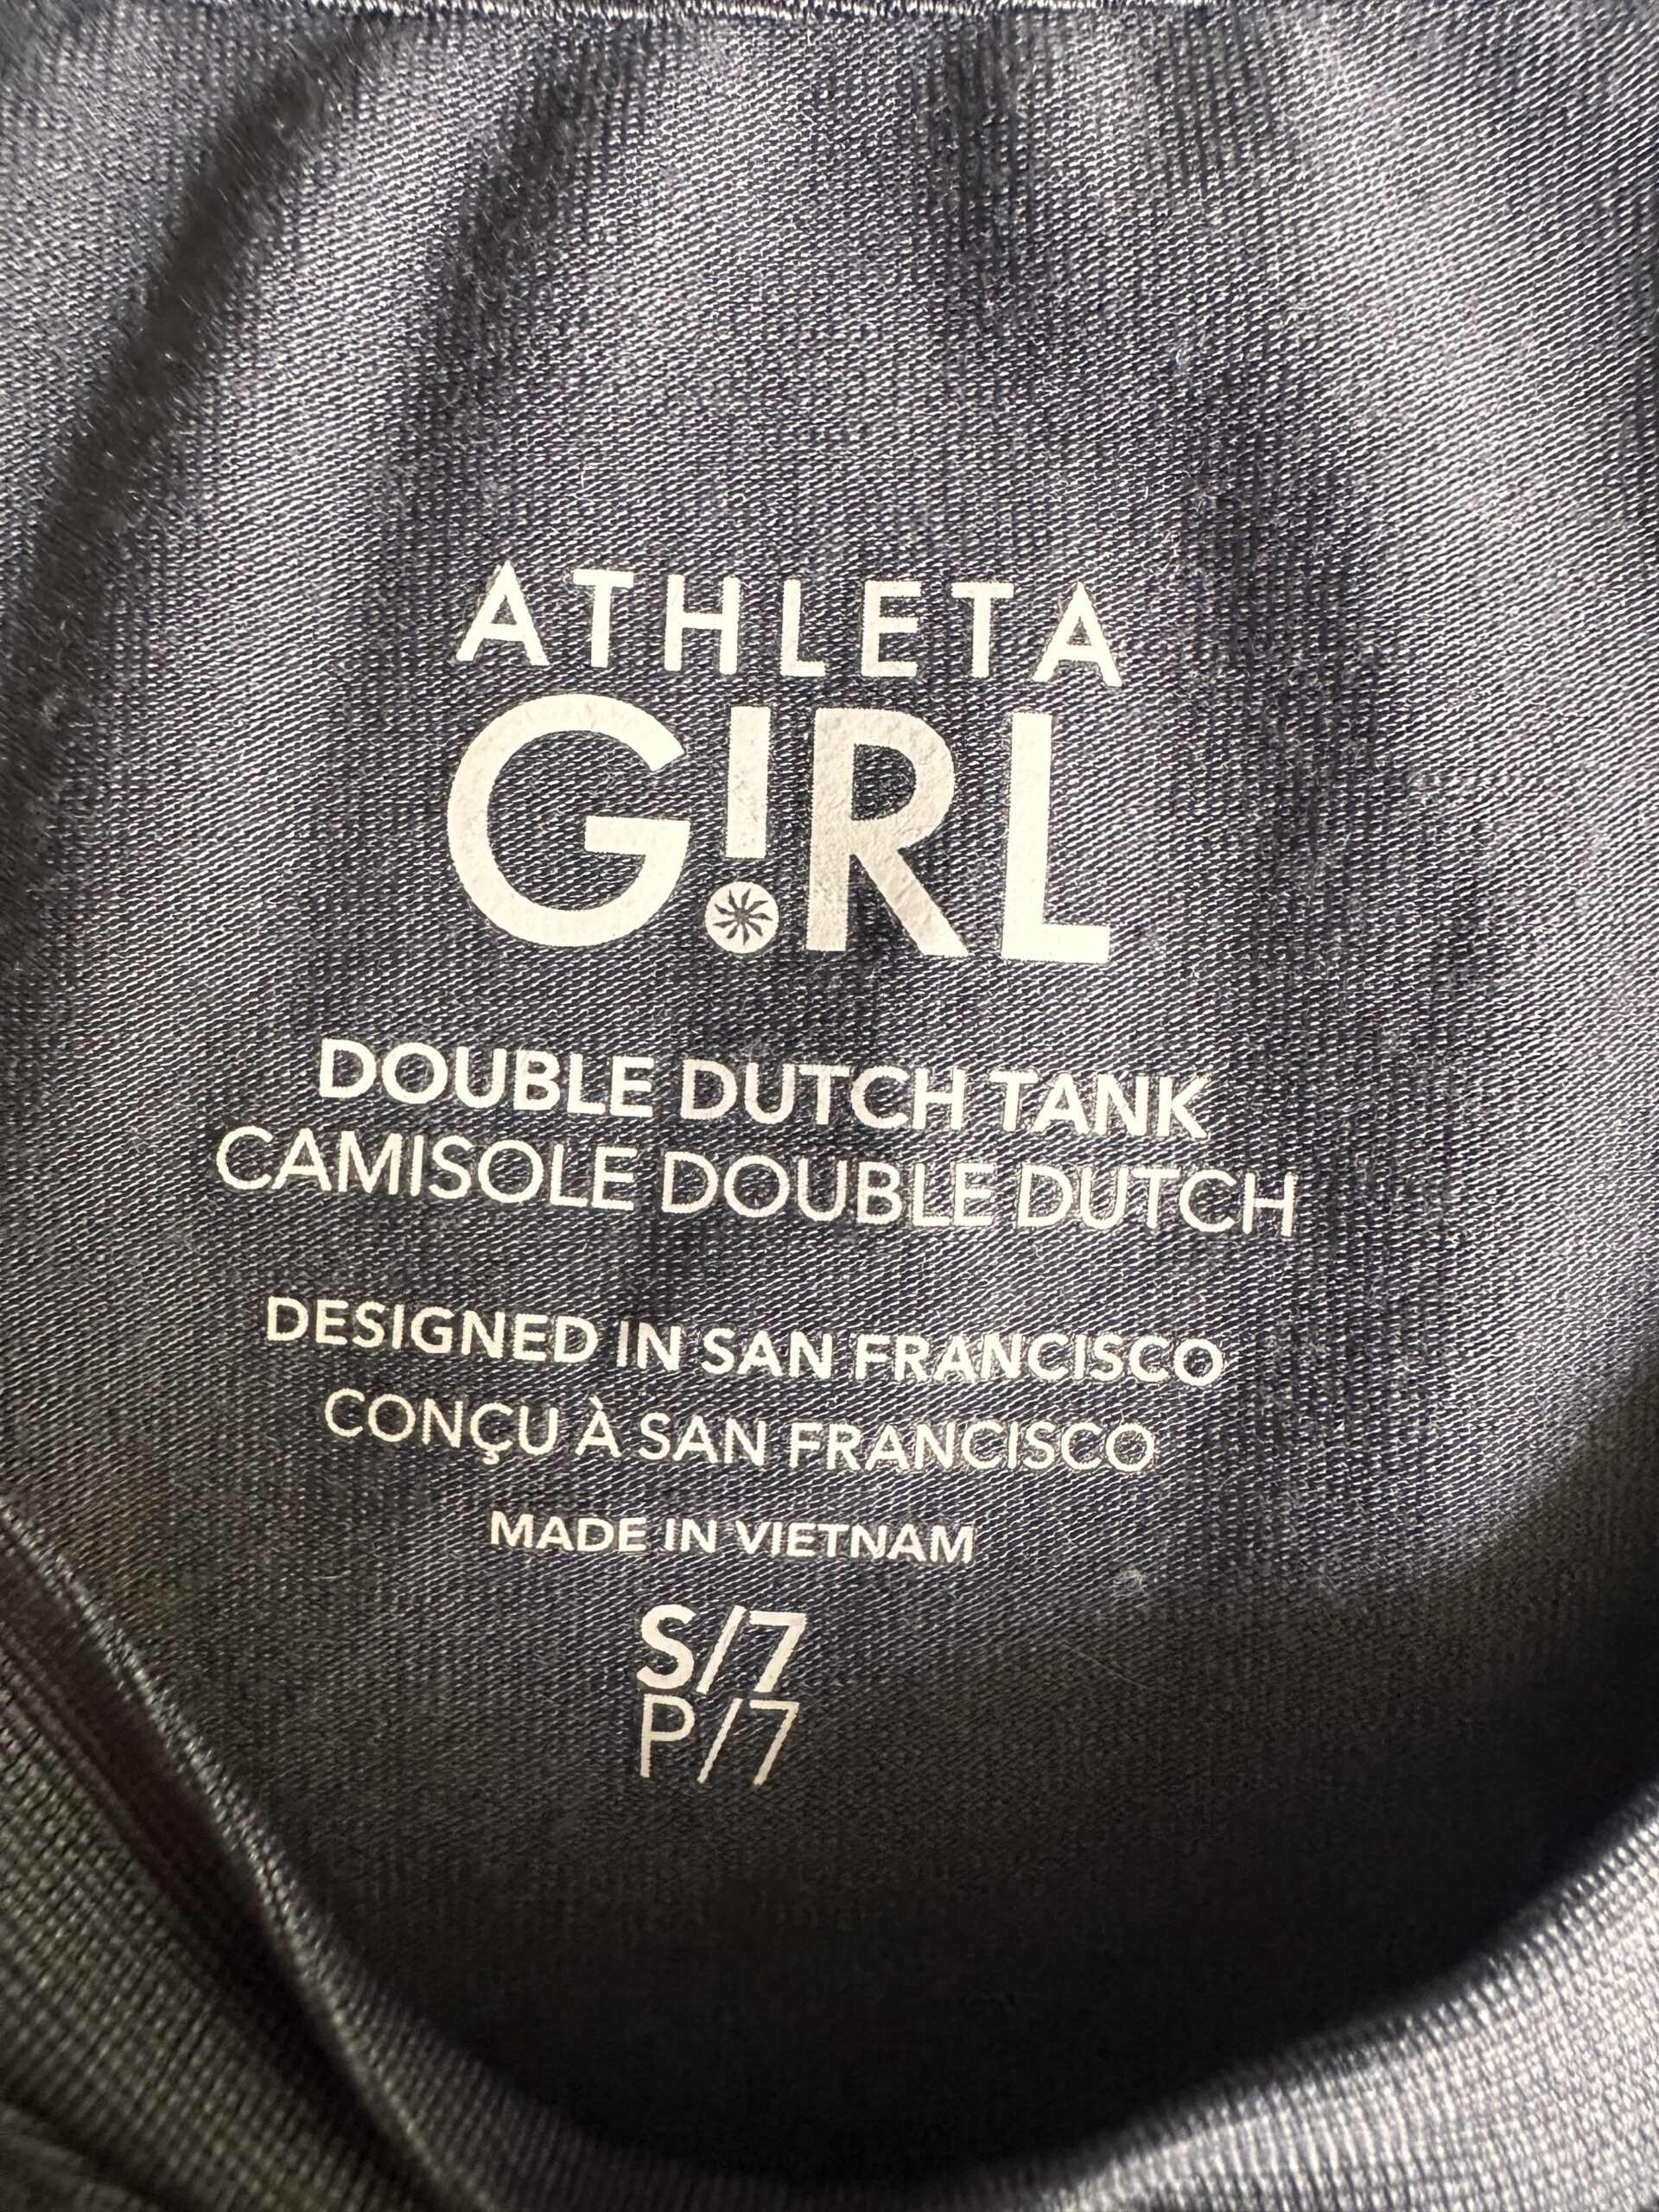 ATHLETA
G!RL
DOUBLE DUTCH TANK
CAMISOLE DOUBLE DUTCH
DESIGNED IN SAN FRANCISCO
CONÇU À SAN FRANCISCO
MADE IN VIETNAM
S/7
P/7